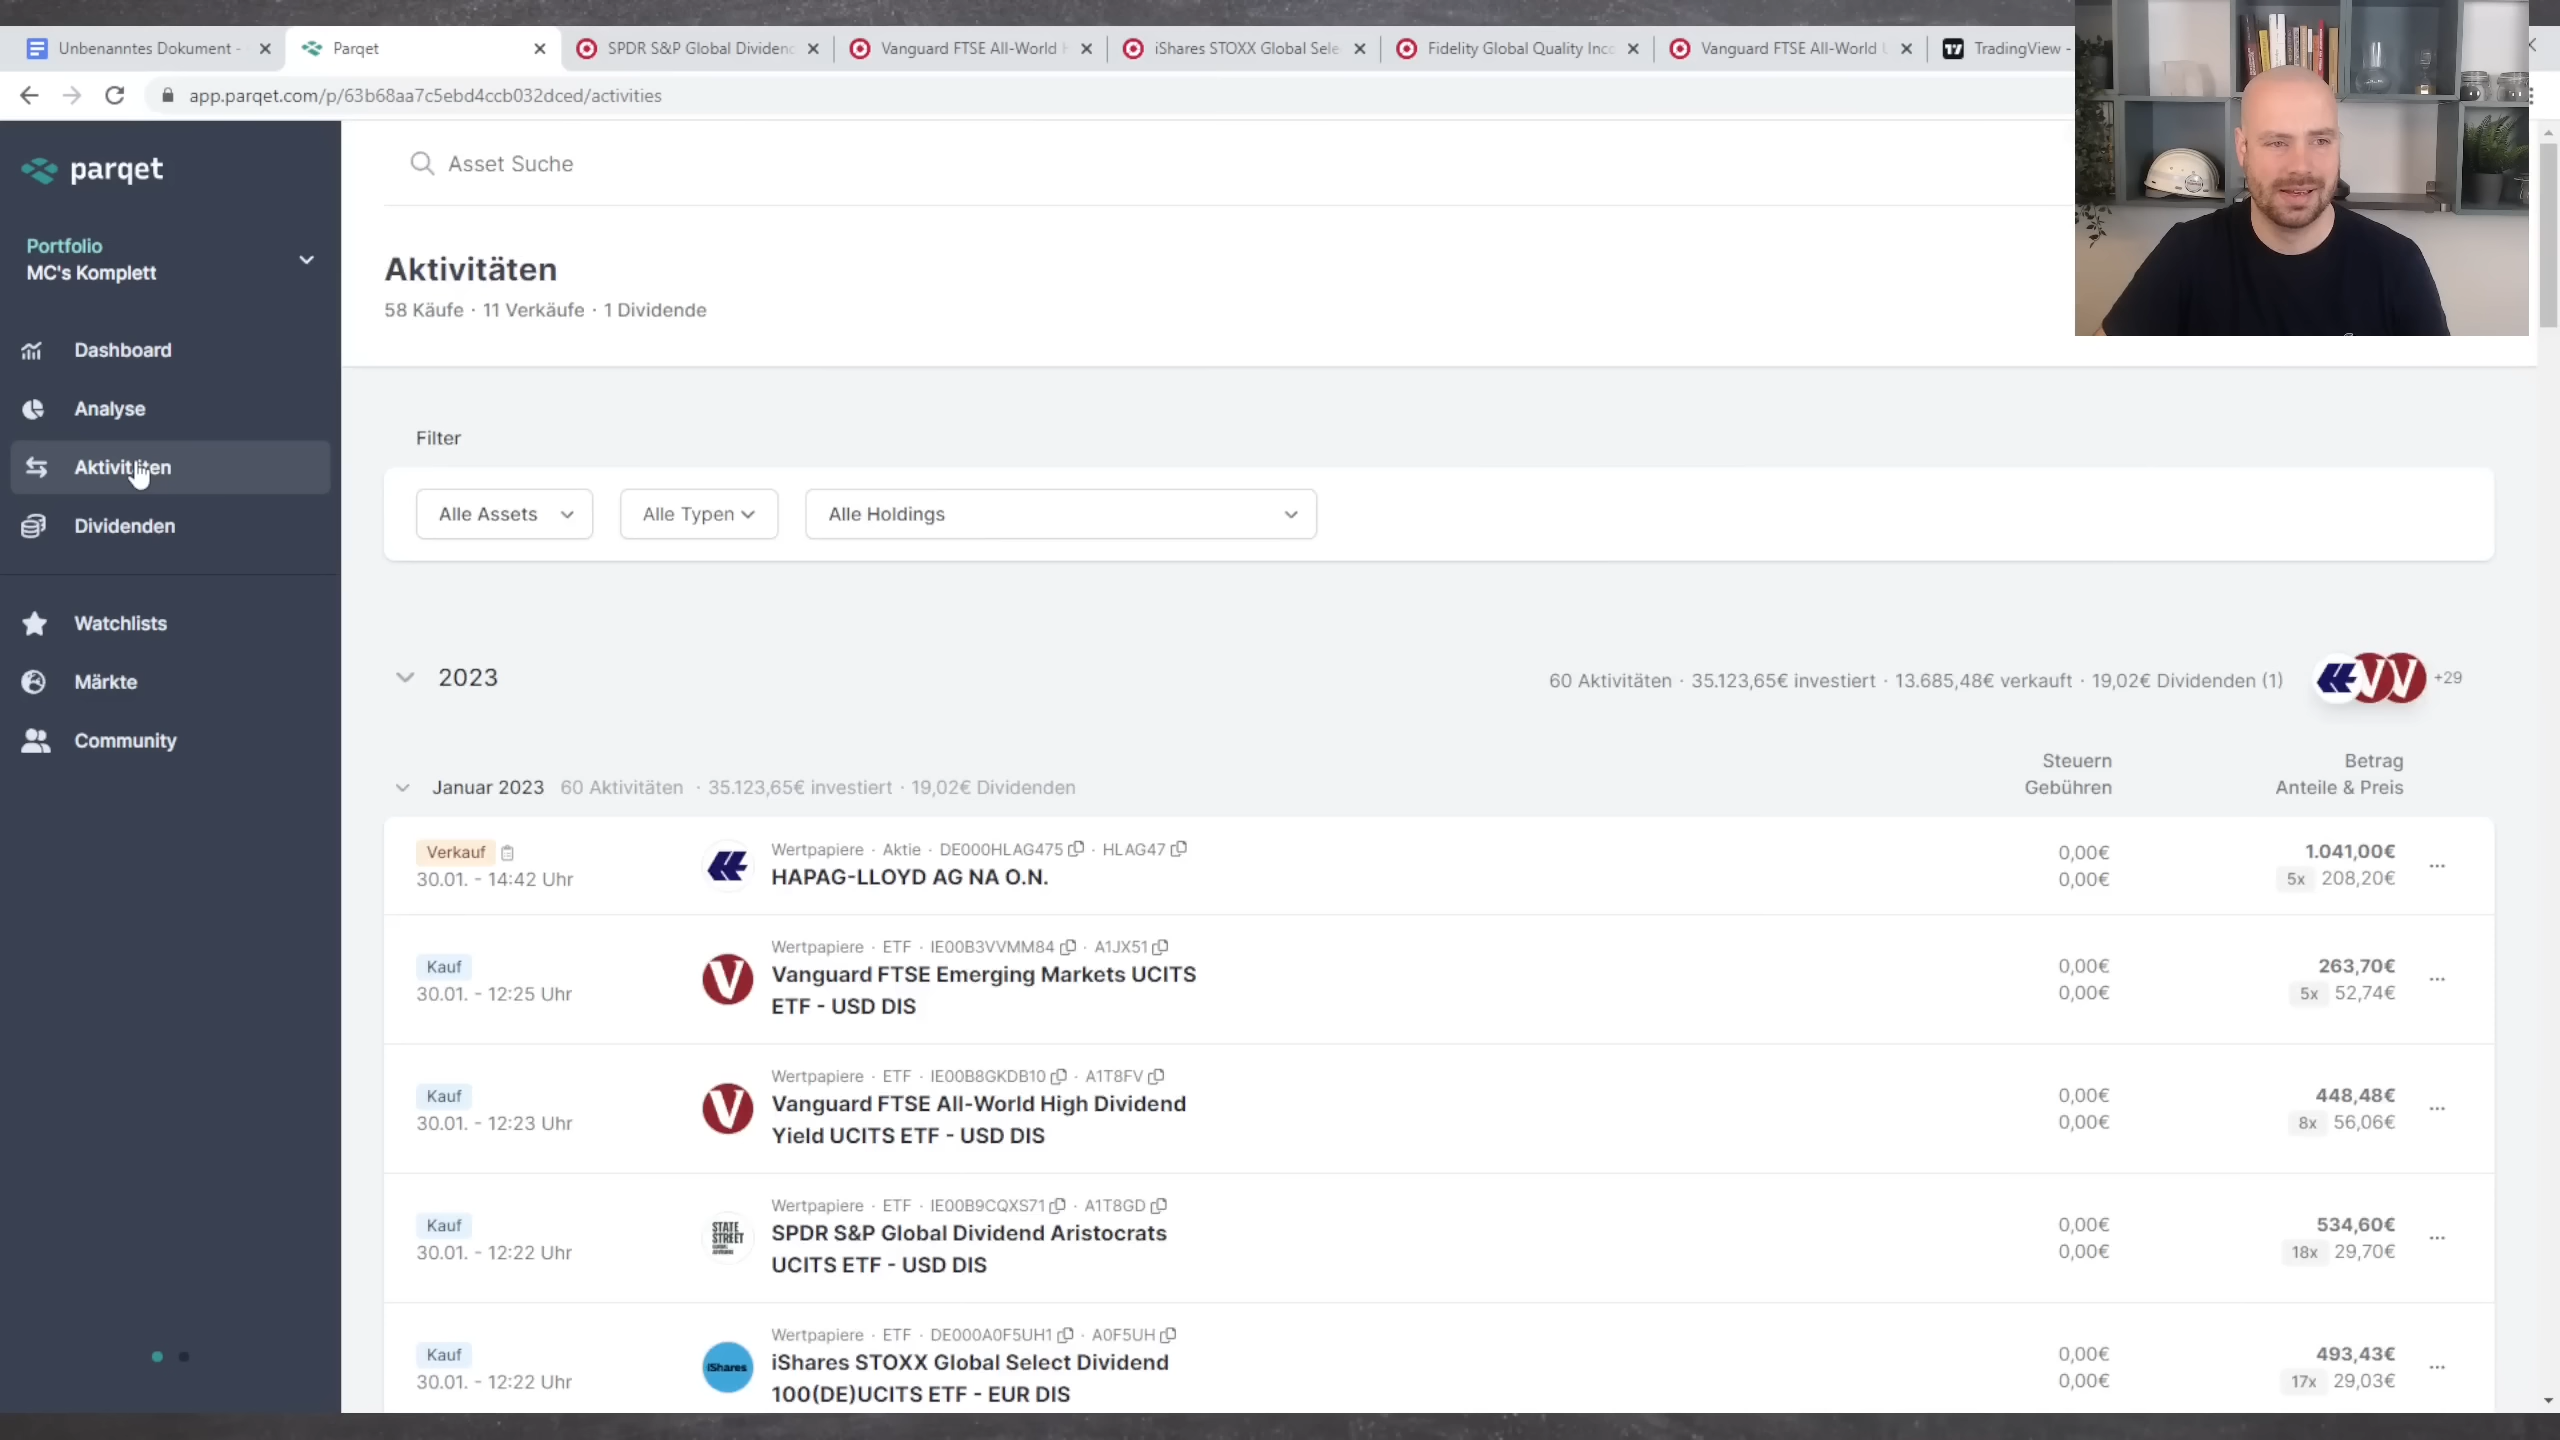 Unbenanntes Dokument -
Parqet
SPDR S&P Global Dividend
Vanguard FTSE All-World
iShares STOXX Global Sele
Fidelity Global Quality Inco
Vanguard FTSE All-World
TradingView -
app.parqet.com/p/63b68aa7c5ebd4ccb032dced/activities
parqet
Portfolio
MC's Komplett
Dashboard
Analyse
Aktivitäten
Dividenden
Watchlists
Märkte
Community
Asset Suche
Aktivitäten
58 Käufe · 11 Verkäufe · 1 Dividende
Filter
Alle Assets
Alle Typen
Alle Holdings
2023
60 Aktivitäten · 35.123,65€ investiert · 13.685,48€ verkauft · 19,02€ Dividenden (1)
+29
Januar 2023 60 Aktivitäten · 35.123,65€ investiert · 19,02€ Dividenden
Steuern
Gebühren
Betrag
Anteile & Preis
Verkauf
30.01. - 14:42 Uhr
Wertpapiere · Aktie · DE000HLAG475 · HLAG47
HAPAG-LLOYD AG NA O.N.
0,00€
0,00€
1.041,00€
5x 208,20€
Kauf
30.01. - 12:25 Uhr
Wertpapiere · ETF · IE00B3VVMM84 · A1JX51
Vanguard FTSE Emerging Markets UCITS
ETF - USD DIS
0,00€
0,00€
263,70€
5x 52,74€
Kauf
30.01. - 12:23 Uhr
Wertpapiere · ETF · IE00B8GKDB10 · A1T8FV
Vanguard FTSE All-World High Dividend
Yield UCITS ETF - USD DIS
0,00€
0,00€
448,48€
8x 56,06€
Kauf
30.01. - 12:22 Uhr
STATE
STREET
Wertpapiere · ETF · IE00B9CQXS71 · A1T8GD
SPDR S&P Global Dividend Aristocrats
UCITS ETF - USD DIS
0,00€
0,00€
534,60€
18x 29,70€
Kauf
30.01. - 12:22 Uhr
iShares
Wertpapiere · ETF · DE000A0F5UH1 · A0F5UH
iShares STOXX Global Select Dividend
100(DE)UCITS ETF - EUR DIS
0,00€
0,00€
493,43€
17x 29,03€